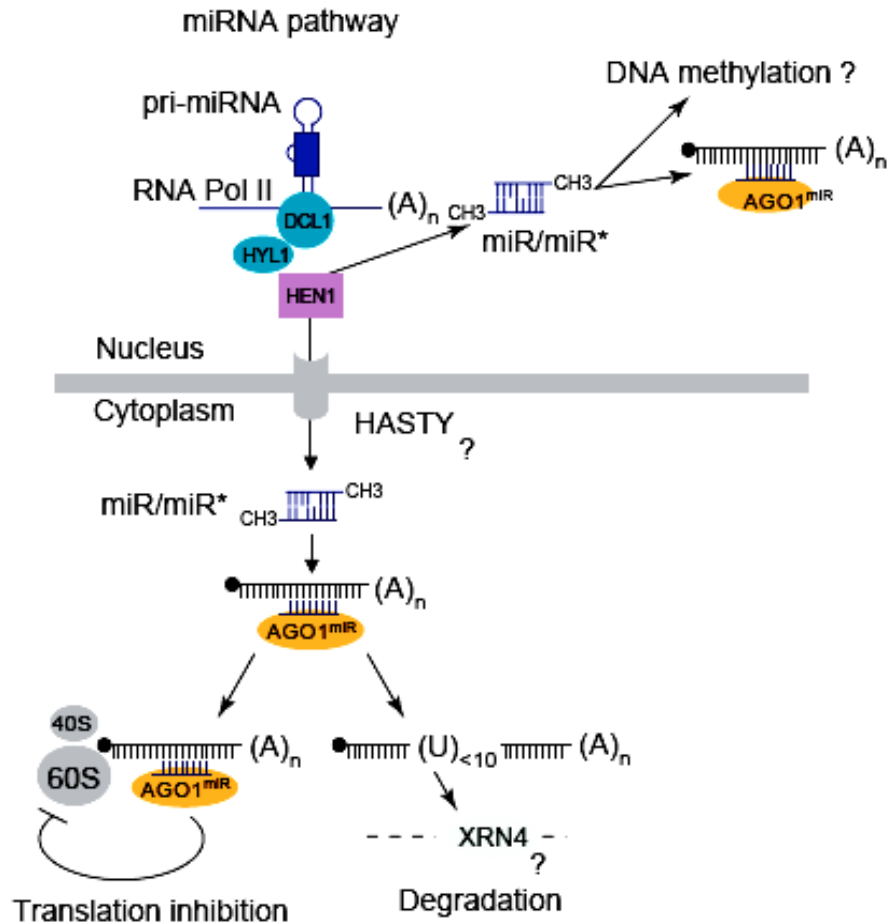 miRNA pathway
DNA methylation ?
pri-miRNA
(A)n
AGO1miR
RNA Pol II
(A)n
DCL1
HYL1
HEN1
CH3
CH3
miR/miR*
Nucleus
Cytoplasm
HASTY ?
miR/miR*
CH3
CH3
(A)n
AGO1miR
40S
60S
(A)n
AGO1miR
(U)<10
(A)n
XRN4 ?
Translation inhibition
Degradation